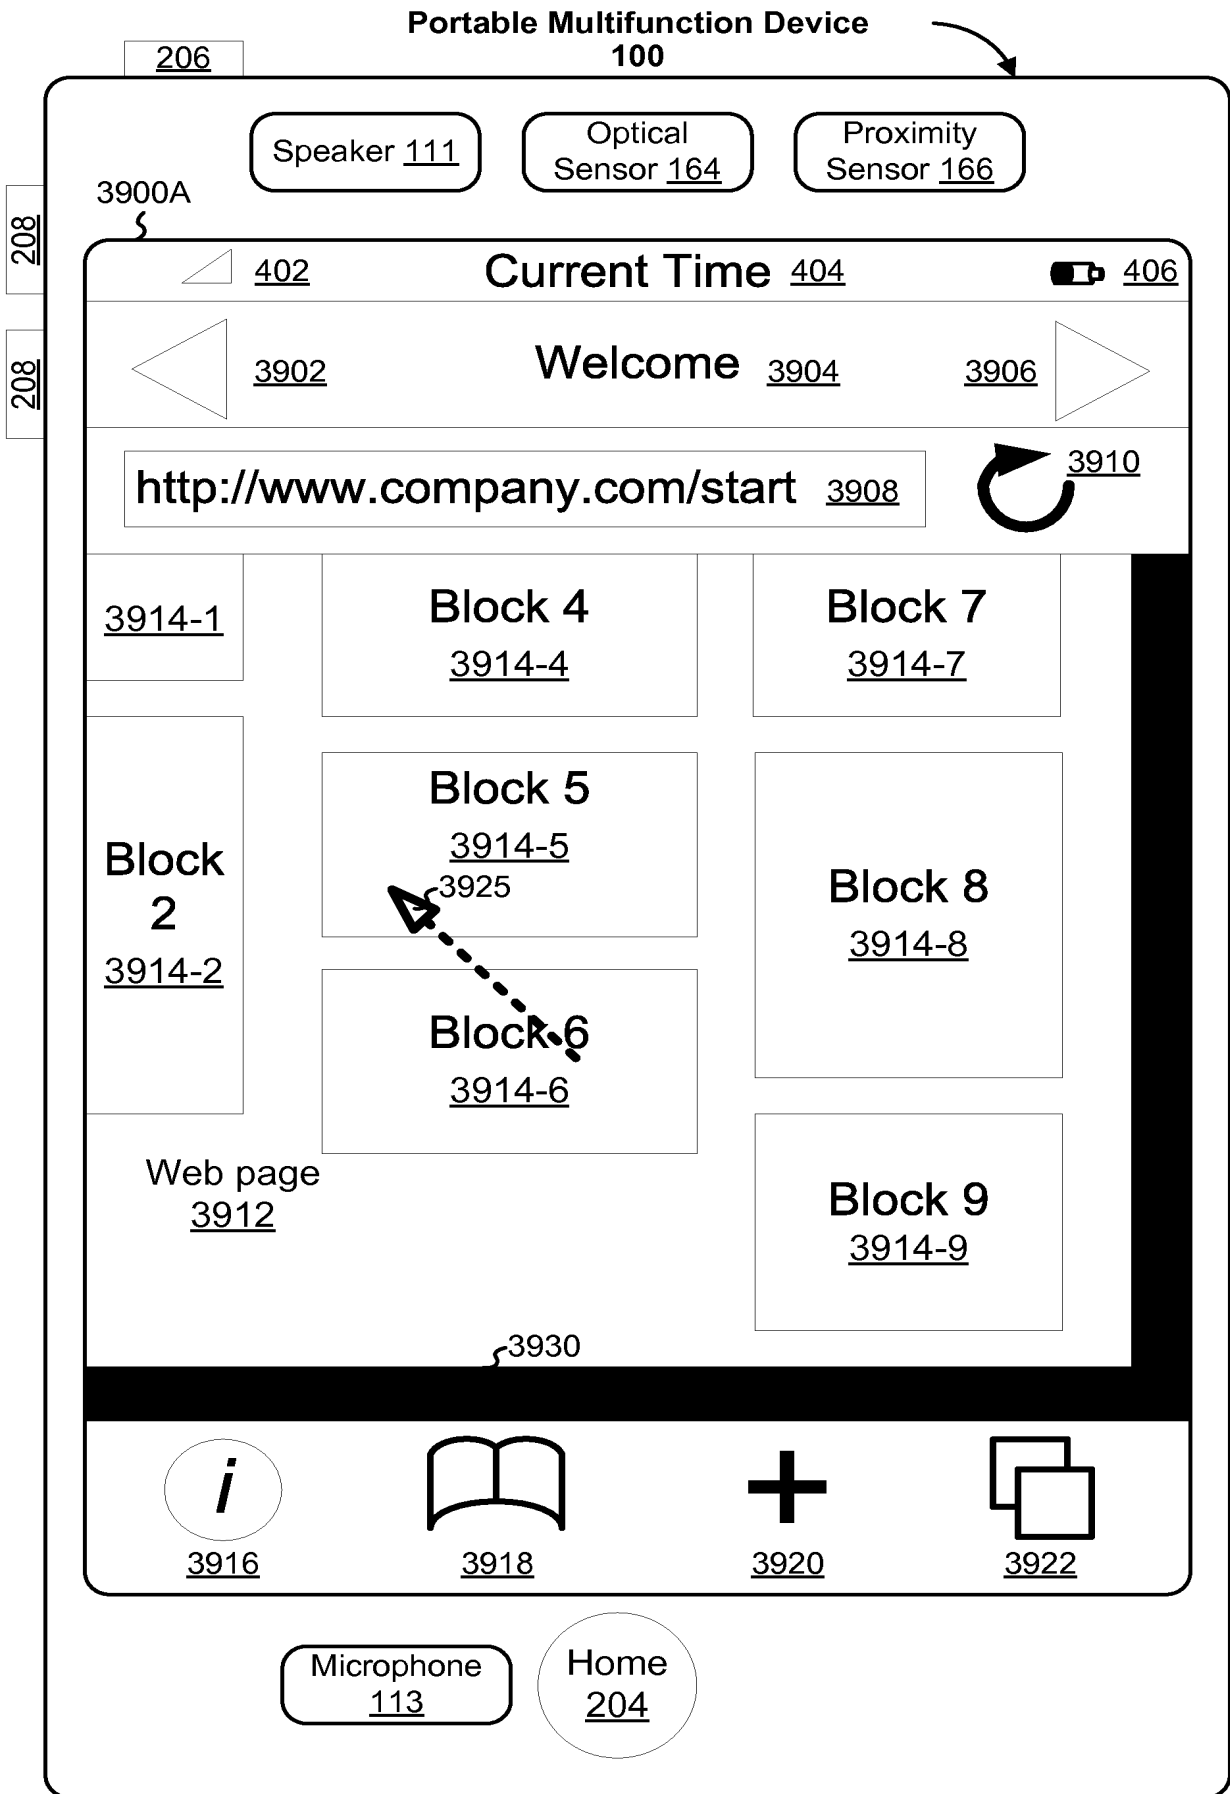 Portable Multifunction Device
100
206
Speaker 111
Optical
Sensor 164
Proximity
Sensor 166
3900A
208
208
402
Current Time 404
406
3902
Welcome 3904
3906
http://www.company.com/start 3908
3910
3914-1
Block 4
3914-4
Block 7
3914-7
Block
2
3914-2
Block 5
3914-5
3925
Block 6
3914-6
Block 8
3914-8
Block 9
3914-9
Web page
3912
3930
i
3916
3918
3920
3922
Microphone
113
Home
204